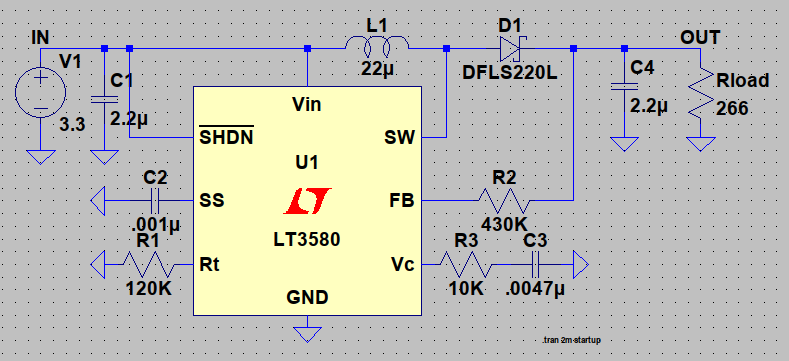 IN
L1
D1
OUT
V1
C1
22µ
DFLS220L
C4
Rload
Vin
2.2µ
266
3.3
2.2µ
SHDN
SW
U1
C2
R2
SS
FB
.001µ
430K
R1
LT3580
R3
C3
Rt
Vc
120K
10K
.0047µ
GND
.tran 2m startup